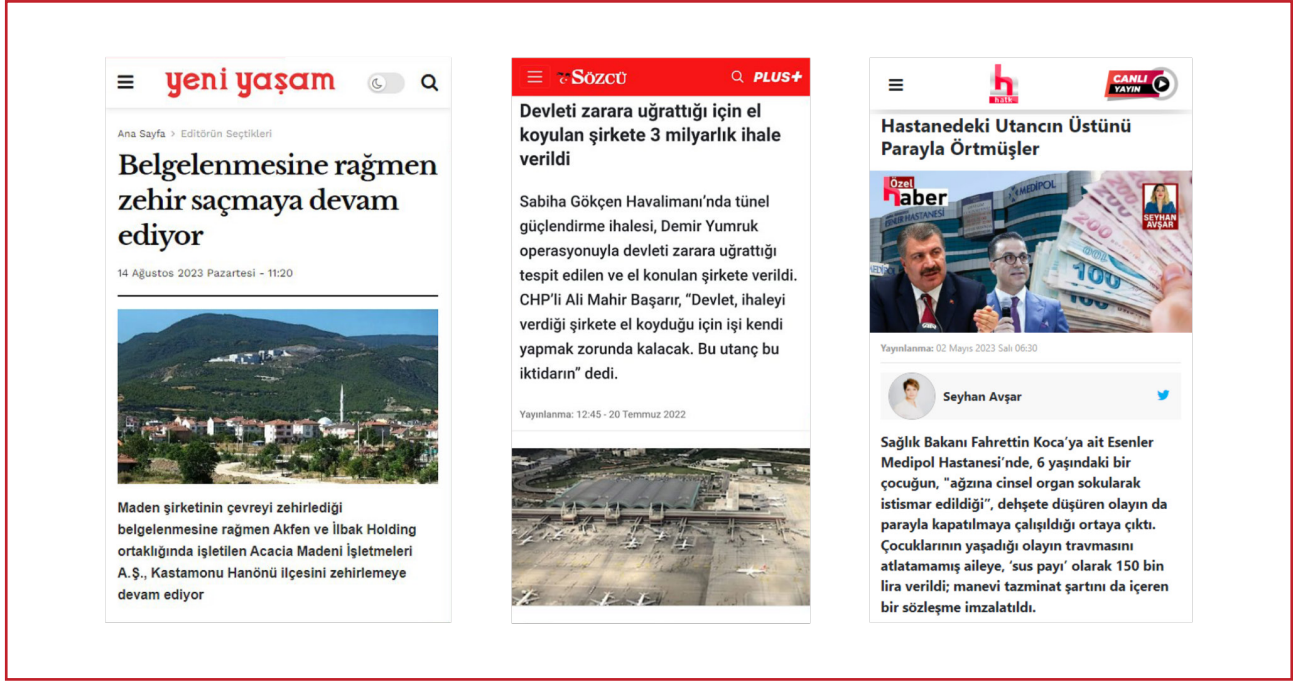 yeni yaşam
Ana Sayfa > Editörün Seçtikleri
Belgelenmesine rağmen
zehir saçmaya devam
ediyor
14 Ağustos 2023 Pazartesi - 11:20
Maden şirketinin çevreyi zehirlediği
belgelenmesine rağmen Akfen ve İlbak Holding
ortaklığında işletilen Acacia Madeni İşletmeleri
A.Ş., Kastamonu Hanönü ilçesini zehirlemeye
devam ediyor
Sözcü
PLUS+
Devleti zarara uğrattığı için el
koyulan şirkete 3 milyarlık ihale
verildi
Sabiha Gökçen Havalimanı’nda tünel
güçlendirme ihalesi, Demir Yumruk
operasyonuyla devleti zarara uğrattığı
tespit edilen ve el konulan şirkete verildi.
CHP’li Ali Mahir Başarır, “Devlet, ihaleyi
verdiği şirkete el koyduğu için işi kendi
yapmak zorunda kalacak. Bu utanç bu
iktidarın” dedi.
Yayınlanma: 12:45 - 20 Temmuz 2022
h
halk
CANLI
YAYIN
Hastanedeki Utancın Üstünü
Parayla Örtmüşler
Özel
haber
MEDİPOL
ESENLER HASTANESİ
SEYHAN
AVŞAR
200
200
100
100
Yayınlanma: 02 Mayıs 2023 Salı 06:30
Seyhan Avşar
Sağlık Bakanı Fahrettin Koca’ya ait Esenler
Medipol Hastanesi’nde, 6 yaşındaki bir
çocuğun, "ağzına cinsel organ sokularak
istismar edildiği”, dehşete düşüren olayın da
parayla kapatılmaya çalışıldığı ortaya çıktı.
Çocuklarının yaşadığı olayın travmasını
atlatamamış aileye, ‘sus payı’ olarak 150 bin
lira verildi; manevi tazminat şartını da içeren
bir sözleşme imzalatıldı.